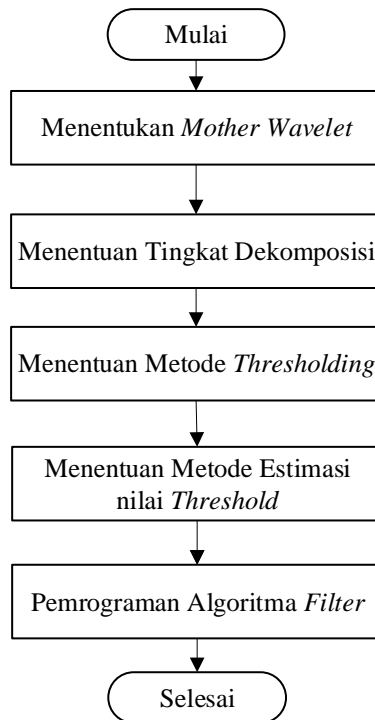 Mulai
Menentukan Mother Wavelet
Menentuan Tingkat Dekomposisi
Menentuan Metode Thresholding
Menentuan Metode Estimasi
nilai Threshold
Pemrograman Algoritma Filter
Selesai